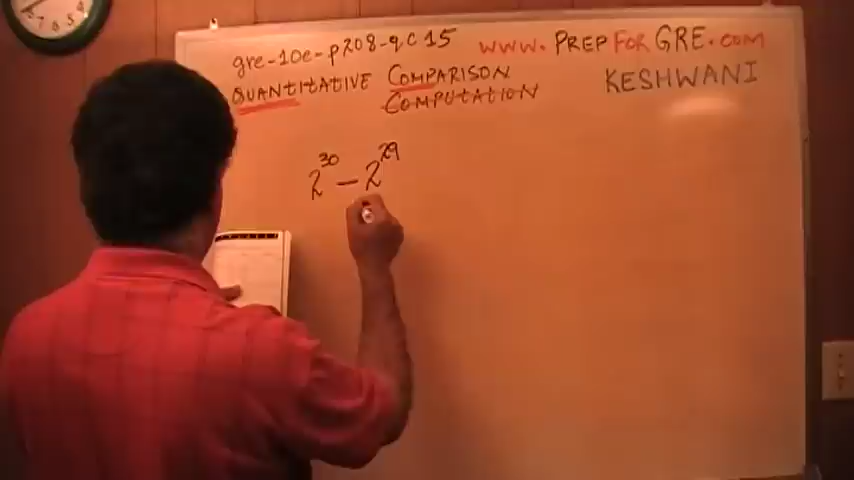 gre-10e-p208-qc15
www.PREPFORGRE.com
QUANTITATIVE COMPARISON
KESHWANI
COMPUTATION
2^30 - 2^29